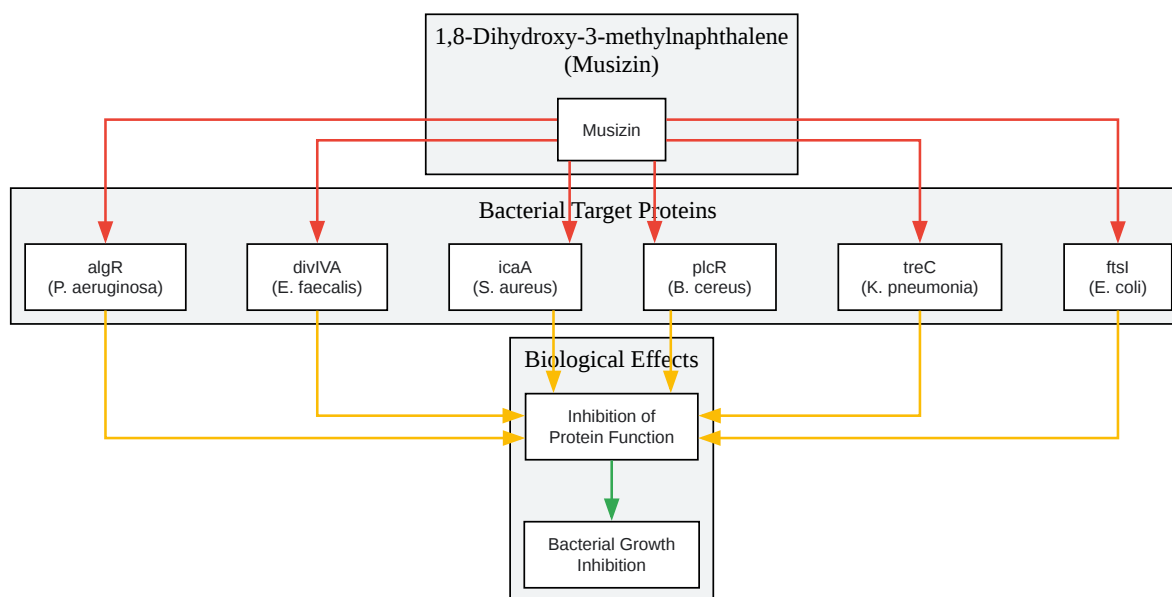 1,8-Dihydroxy-3-methylnaphthalene
(Musizin)
Musizin
Bacterial Target Proteins
algR
(P. aeruginosa)
divIVA
(E. faecalis)
icaA
(S. aureus)
plcR
(B. cereus)
treC
(K. pneumonia)
ftsI
(E. coli)
Biological Effects
Inhibition of
Protein Function
Bacterial Growth
Inhibition